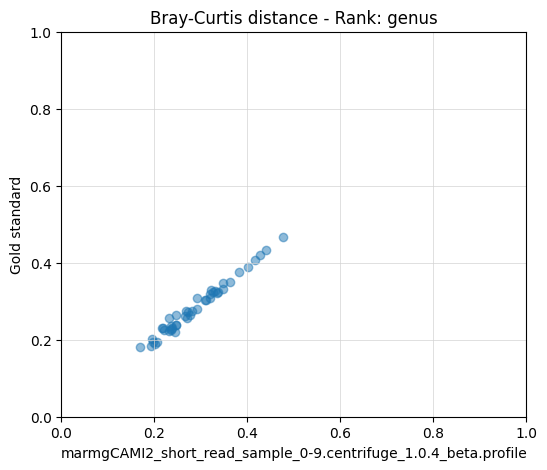 Bray-Curtis distance - Rank: genus
1.0
0.8
0.6
0.4
0.2
0.0
Gold standard
0.0 0.2 0.4 0.6 0.8 1.0
marmgCAMI2_short_read_sample_0-9.centrifuge_1.0.4_beta.profile